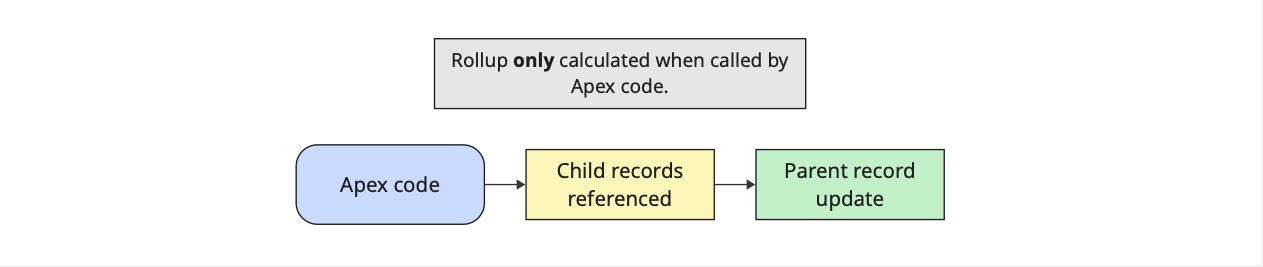 Rollup only calculated when called by
Apex code.
Apex code
Child records
referenced
Parent record
update